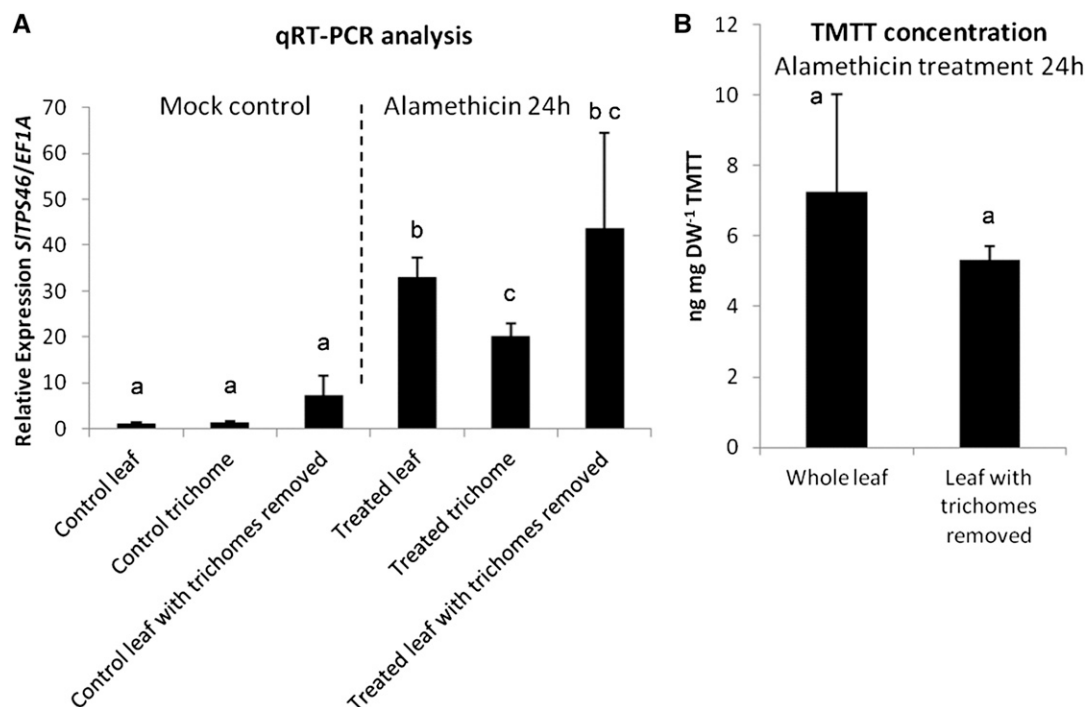 A
qRT-PCR analysis
Mock control
Alamethicin 24h
Relative Expression SlTPS46/EF1A
70
60
50
40
30
20
10
0
a
a
a
b
c
b c
Control leaf
Control trichome
Control leaf with trichomes removed
Treated leaf
Treated trichome
Treated leaf with trichomes removed
B
TMTT concentration
Alamethicin treatment 24h
ng mg DW-1 TMTT
12
10
8
6
4
2
0
a
a
Whole leaf
Leaf with
trichomes
removed